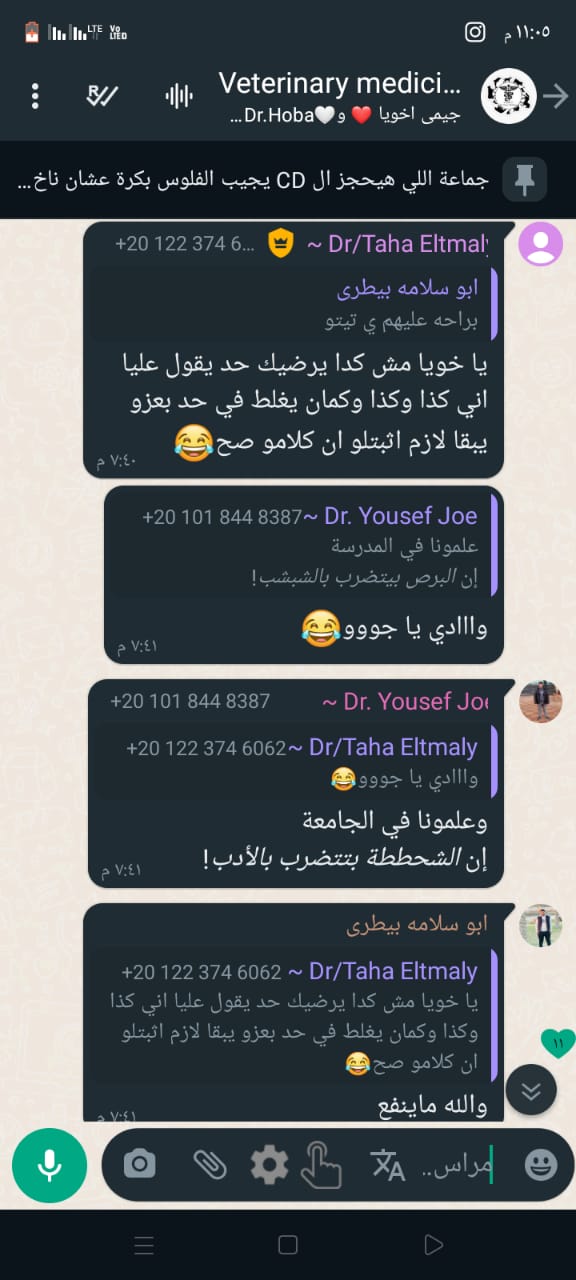 ١١:٠٥ م
LTE
Vo
LTED
Veterinary medici...
جيمى اخويا ❤️ و🤍Dr.Hoba...
جماعة اللي هيحجز ال CD يجيب الفلوس بكرة عشان ناخ...
~ Dr/Taha Eltmaly +20 122 374 6...
ابو سلامه بيطرى
براحه عليهم ي تيتو
يا خويا مش كدا يرضيك حد يقول عليا
اني كذا وكذا وكمان يغلط في حد بعزو
يبقا لازم اثبتلو ان كلامو صح😂
٧:٤٠ م
+20 101 844 8387~ Dr. Yousef Joe
علمونا في المدرسة
إن البرص بيتضرب بالشبشب!
وااادي يا جووو😂
٧:٤١ م
+20 101 844 8387 ~ Dr. Yousef Joe
+20 122 374 6062~ Dr/Taha Eltmaly
وااادي يا جووو😂
وعلمونا في الجامعة
إن الشحططة بتتضرب بالأدب!
٧:٤١ م
ابو سلامه بيطرى
+20 122 374 6062 ~ Dr/Taha Eltmaly
يا خويا مش كدا يرضيك حد يقول عليا اني كذا
وكذا وكمان يغلط في حد بعزو يبقا لازم اثبتلو
ان كلامو صح😂
والله ماينفع
٧:٤١ م
١١
مراس..